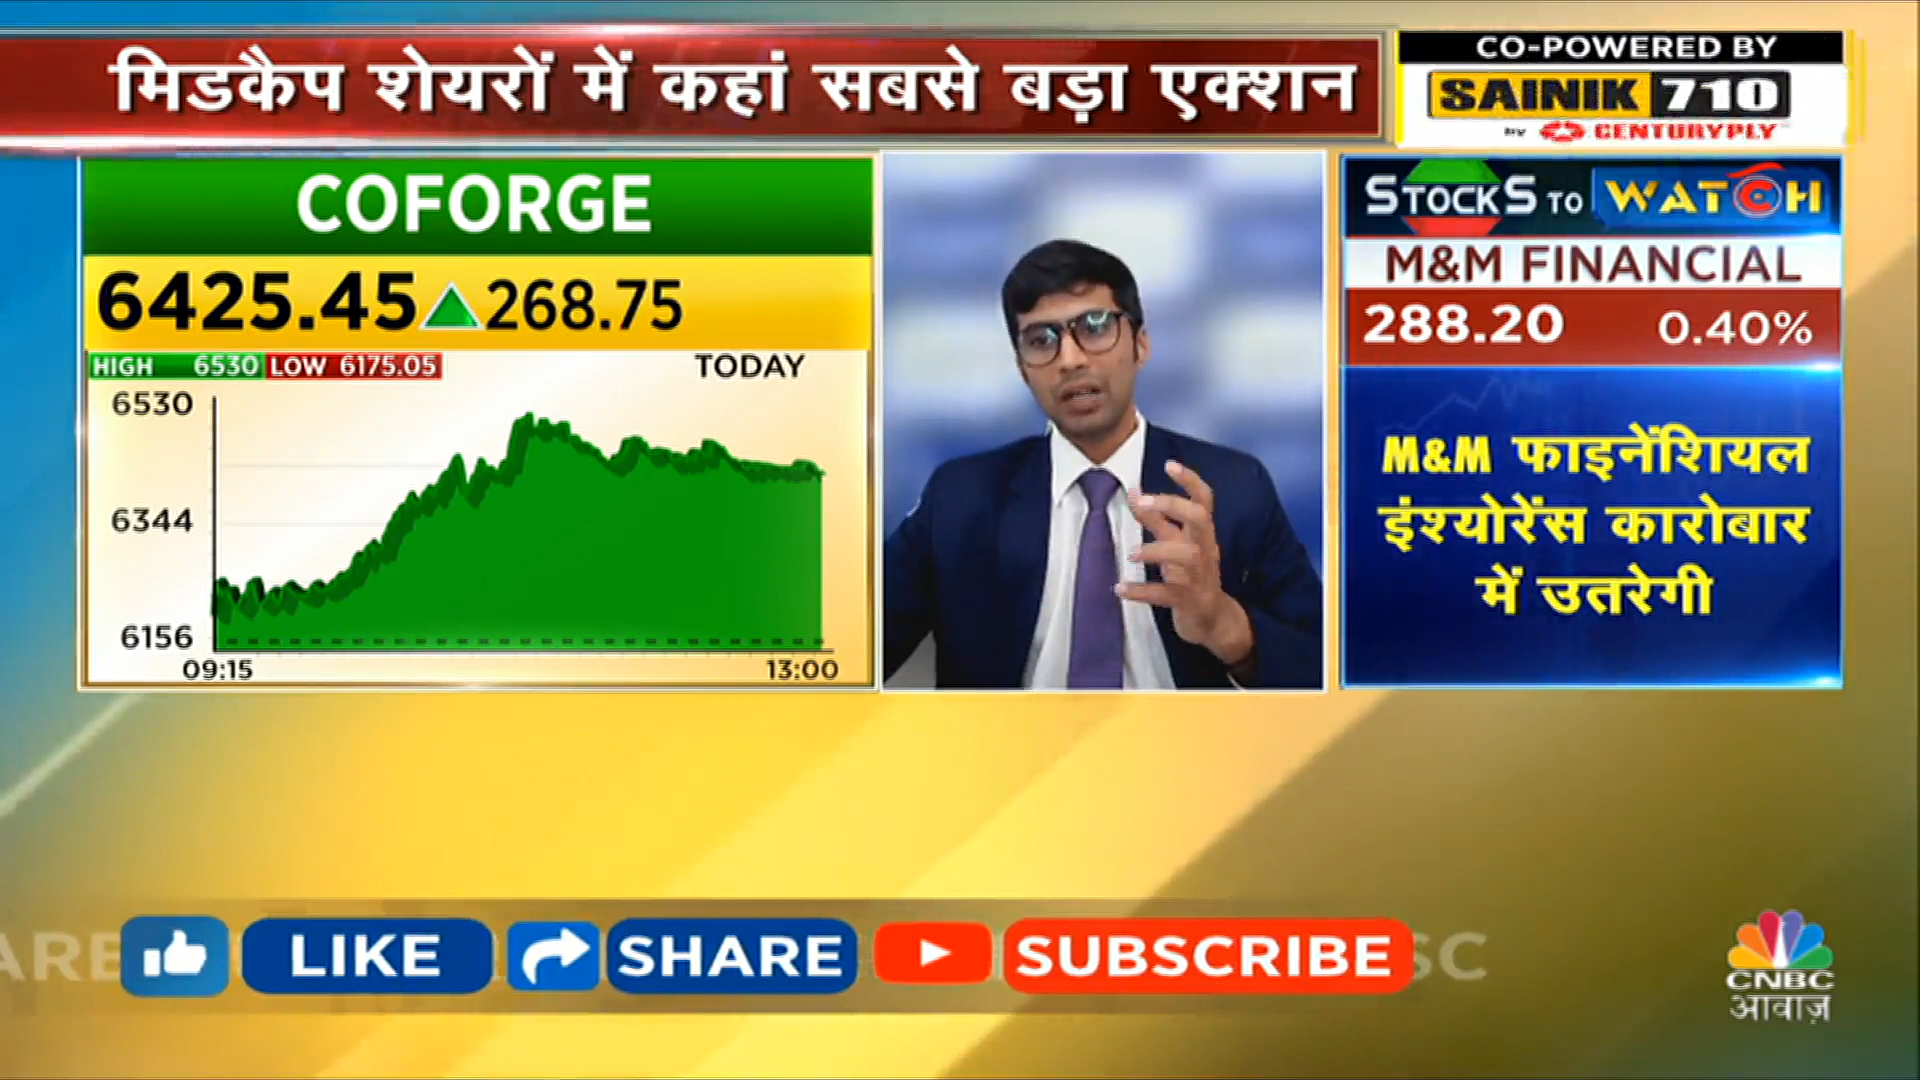 मिडकैप शेयरों में कहां सबसे बड़ा एक्शन
CO-POWERED BY
SAINIK 710
BY CENTURYPLY
COFORGE
6425.45 268.75
HIGH 6530 LOW 6175.05
TODAY
6530
6344
6156
09:15 13:00
STOCKS TO WATCH
M&M FINANCIAL
288.20 0.40%
M&M फाइनेंशियल
इंश्योरेंस कारोबार
में उतरेगी
LIKE SHARE SUBSCRIBE
CNBC
आवाज़